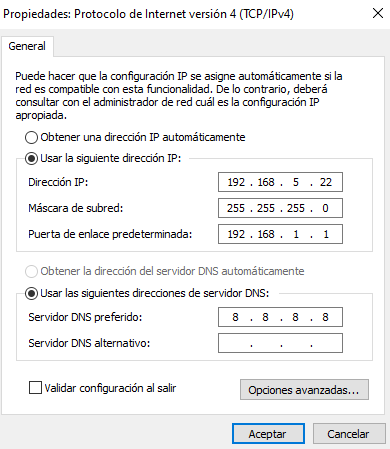 Propiedades: Protocolo de Internet versión 4 (TCP/IPv4)
General
Puede hacer que la configuración IP se asigne automáticamente si la
red es compatible con esta funcionalidad. De lo contrario, deberá
consultar con el administrador de red cuál es la configuración IP
apropiada.
Obtener una dirección IP automáticamente
Usar la siguiente dirección IP:
Dirección IP: 192 . 168 . 5 . 22
Máscara de subred: 255 . 255 . 255 . 0
Puerta de enlace predeterminada: 192 . 168 . 1 . 1
Obtener la dirección del servidor DNS automáticamente
Usar las siguientes direcciones de servidor DNS:
Servidor DNS preferido: 8 . 8 . 8 . 8
Servidor DNS alternativo: . . .
Validar configuración al salir
Opciones avanzadas...
Aceptar
Cancelar